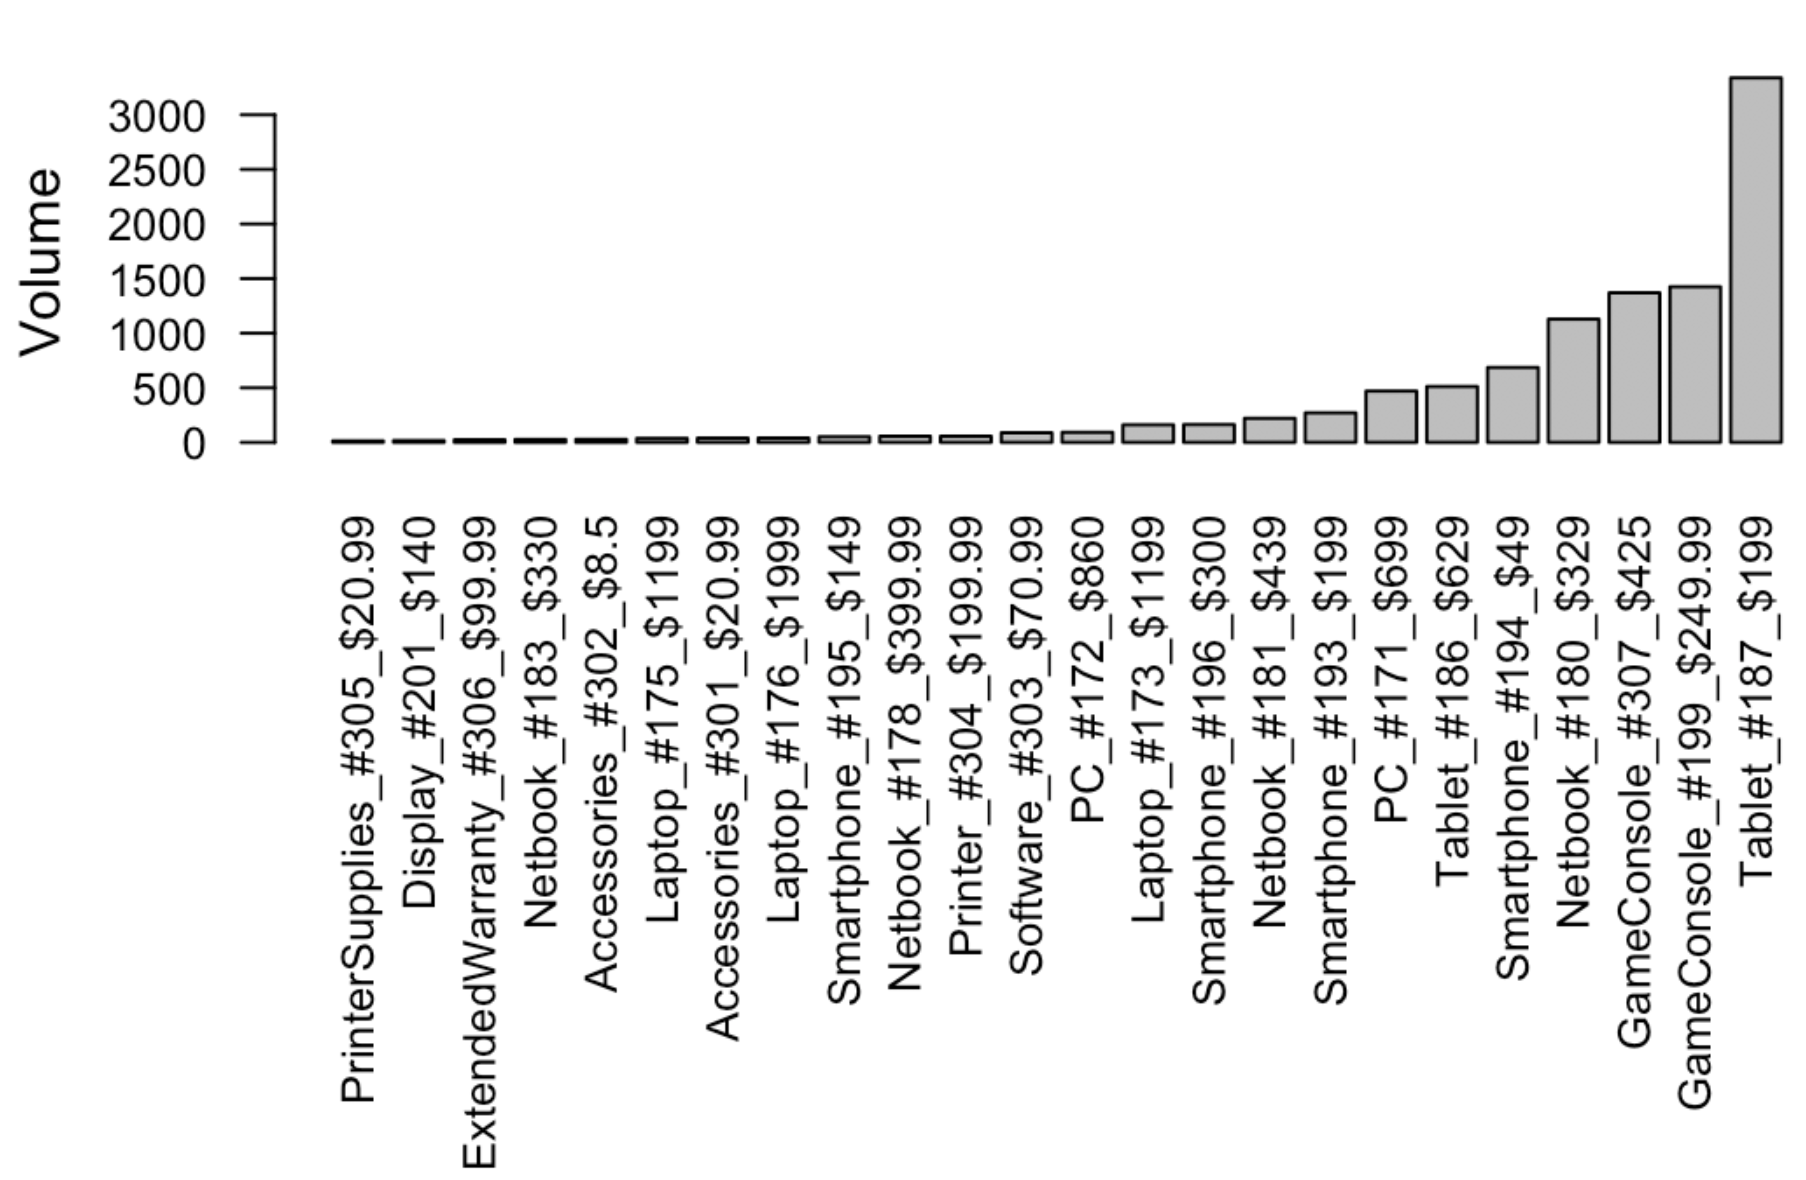 Volume
3000
2500
2000
1500
1000
500
0
PrinterSupplies_#305_$20.99
Display_#201_$140
ExtendedWarranty_#306_$99.99
Netbook_#183_$330
Accessories_#302_$8.5
Laptop_#175_$1199
Accessories_#301_$20.99
Laptop_#176_$1999
Smartphone_#195_$149
Netbook_#178_$399.99
Printer_#304_$199.99
Software_#303_$70.99
PC_#172_$860
Laptop_#173_$1199
Smartphone_#196_$300
Netbook_#181_$439
Smartphone_#193_$199
PC_#171_$699
Tablet_#186_$629
Smartphone_#194_$49
Netbook_#180_$329
GameConsole_#307_$425
GameConsole_#199_$249.99
Tablet_#187_$199